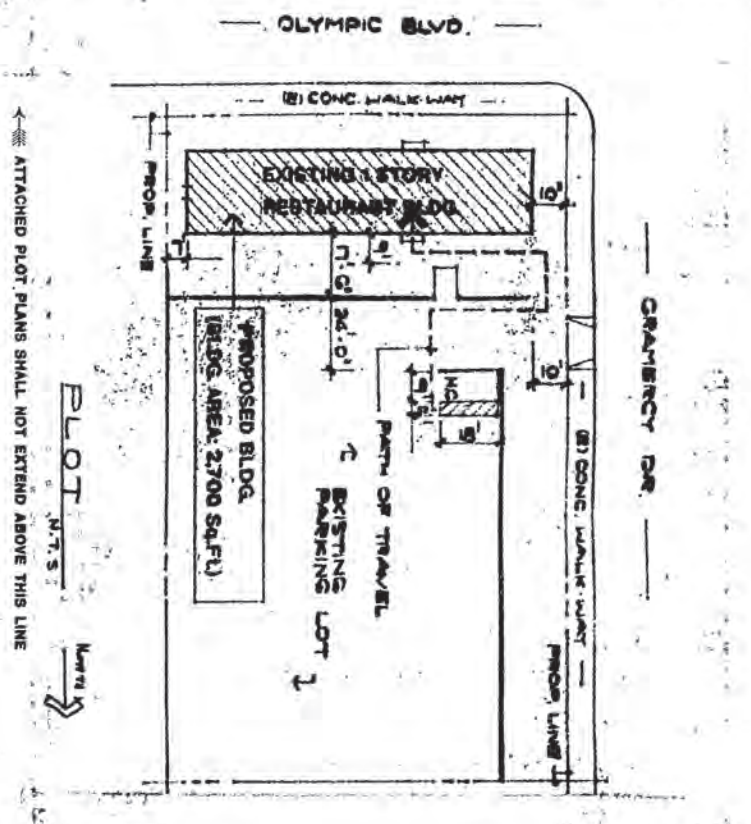 OLYMPIC BLVD.
(E) CONC. WALK-WAY
EXISTING 1 STORY
RESTAURANT BLDG
PROP. LINE
10'
17'-6"
24'-0"
10'
GRAMERCY DR.
(E) CONC. WALK-WAY
PROP. LINE
PROPOSED BLDG.
(BLDG. AREA: 2,700 Sq.Ft.)
H.C.
PATH OF TRAVEL
EXISTING
PARKING LOT
ATTACHED PLOT PLANS SHALL NOT EXTEND ABOVE THIS LINE
PLOT N.T.S.
NORTH